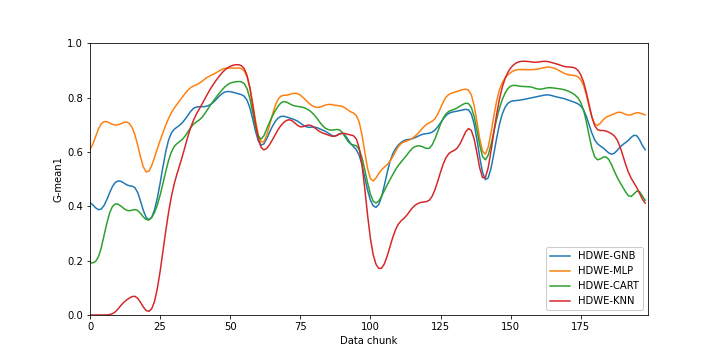 1.0
0.8
0.6
0.4
0.2
0.0
G-mean1
0
25
50
75
100
125
150
175
Data chunk
HDWE-GNB
HDWE-MLP
HDWE-CART
HDWE-KNN